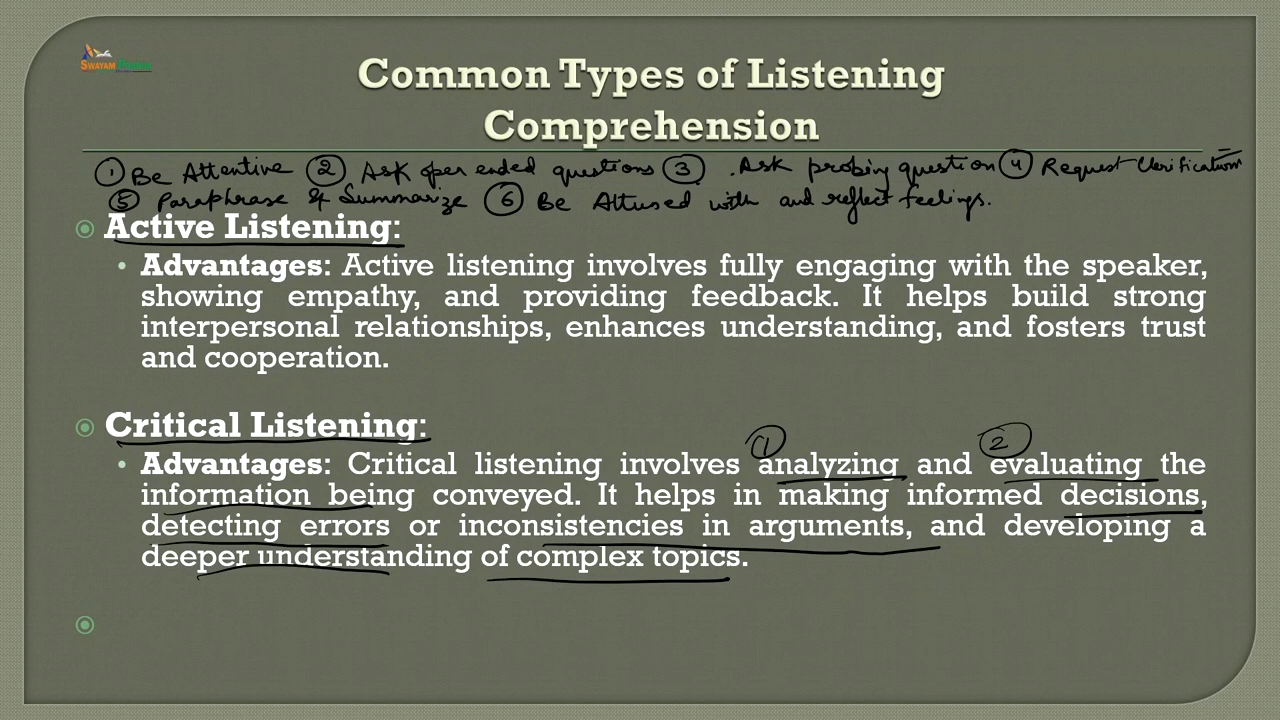 SWAYAM
Common Types of Listening
Comprehension
① Be Attentive ② Ask open ended questions ③ Ask probing question ④ Request Clarification
⑤ Paraphrase & Summarize ⑥ Be Attused with and reflect feelings.
Active Listening:
• Advantages: Active listening involves fully engaging with the speaker,
showing empathy, and providing feedback. It helps build strong
interpersonal relationships, enhances understanding, and fosters trust
and cooperation.
Critical Listening:
① ②
• Advantages: Critical listening involves analyzing and evaluating the
information being conveyed. It helps in making informed decisions,
detecting errors or inconsistencies in arguments, and developing a
deeper understanding of complex topics.